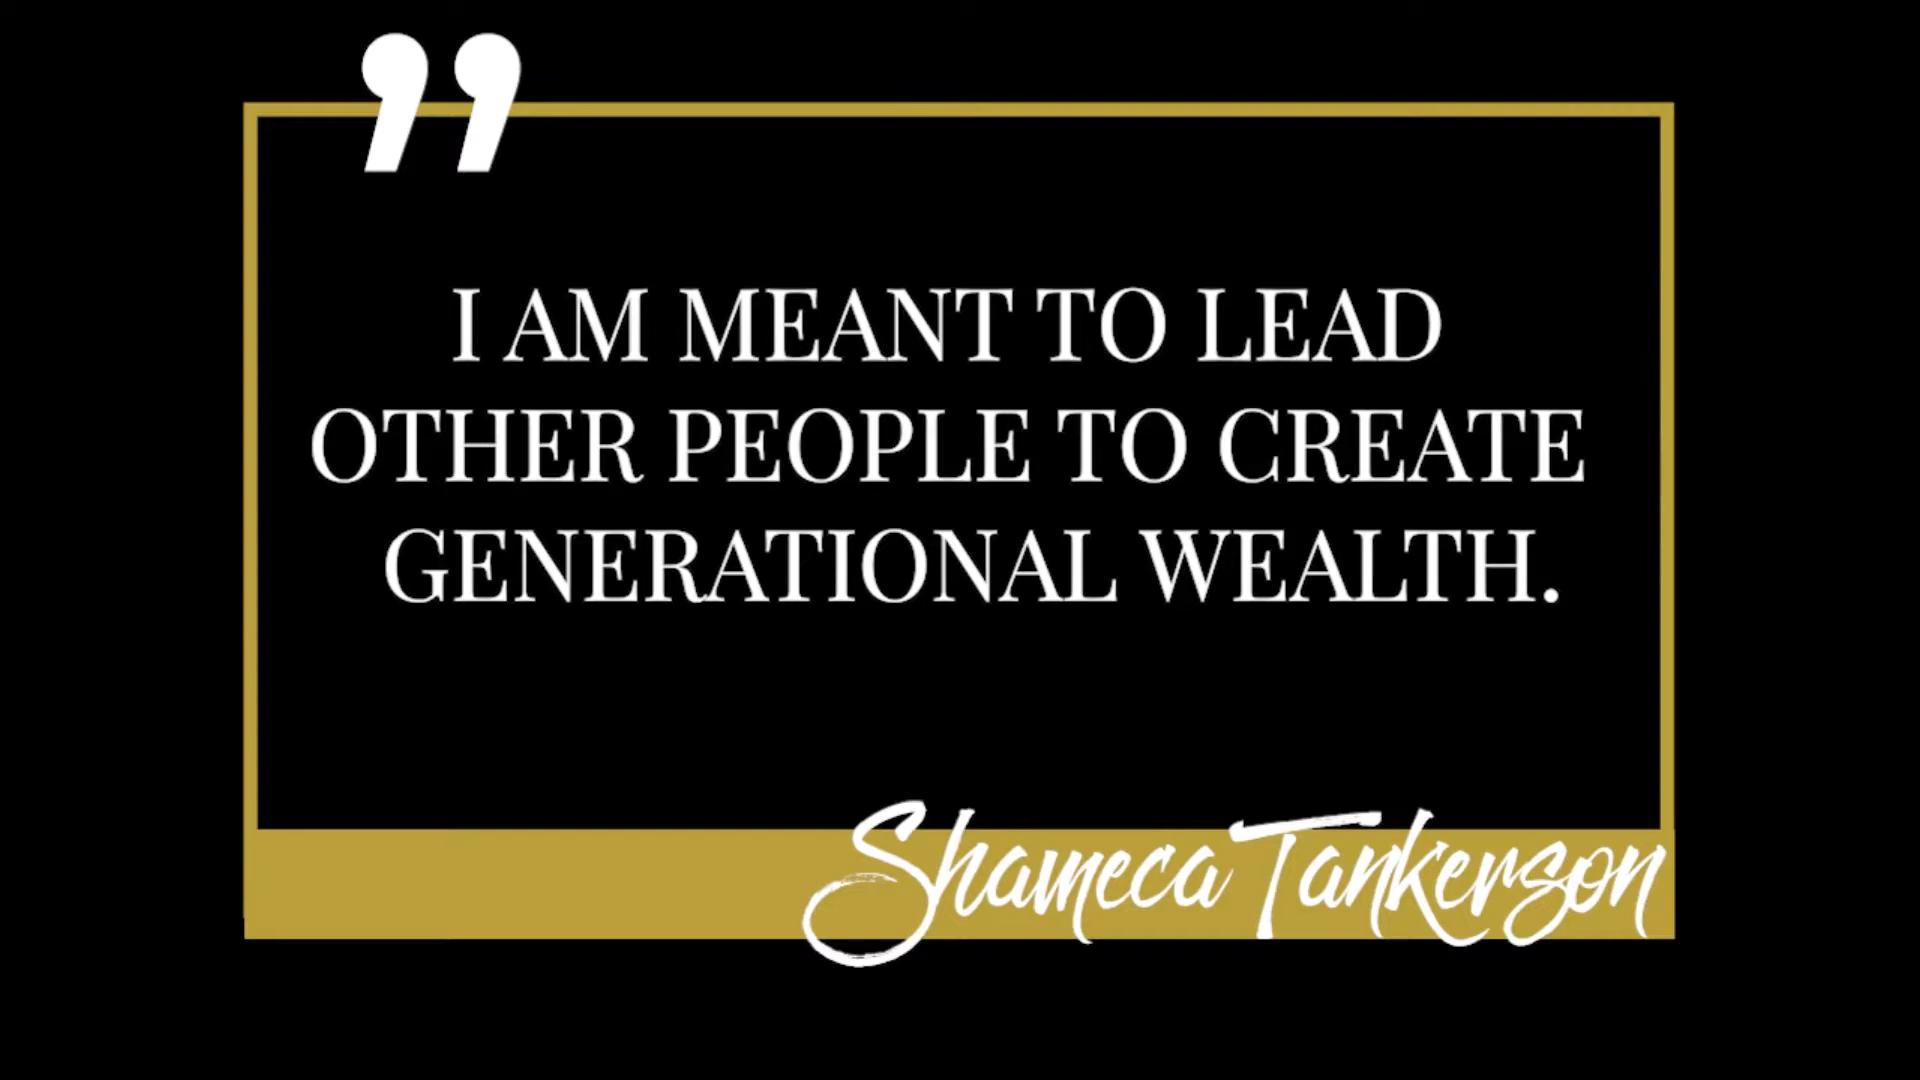 ”
I AM MEANT TO LEAD
OTHER PEOPLE TO CREATE
GENERATIONAL WEALTH.
Shameca Tankerson